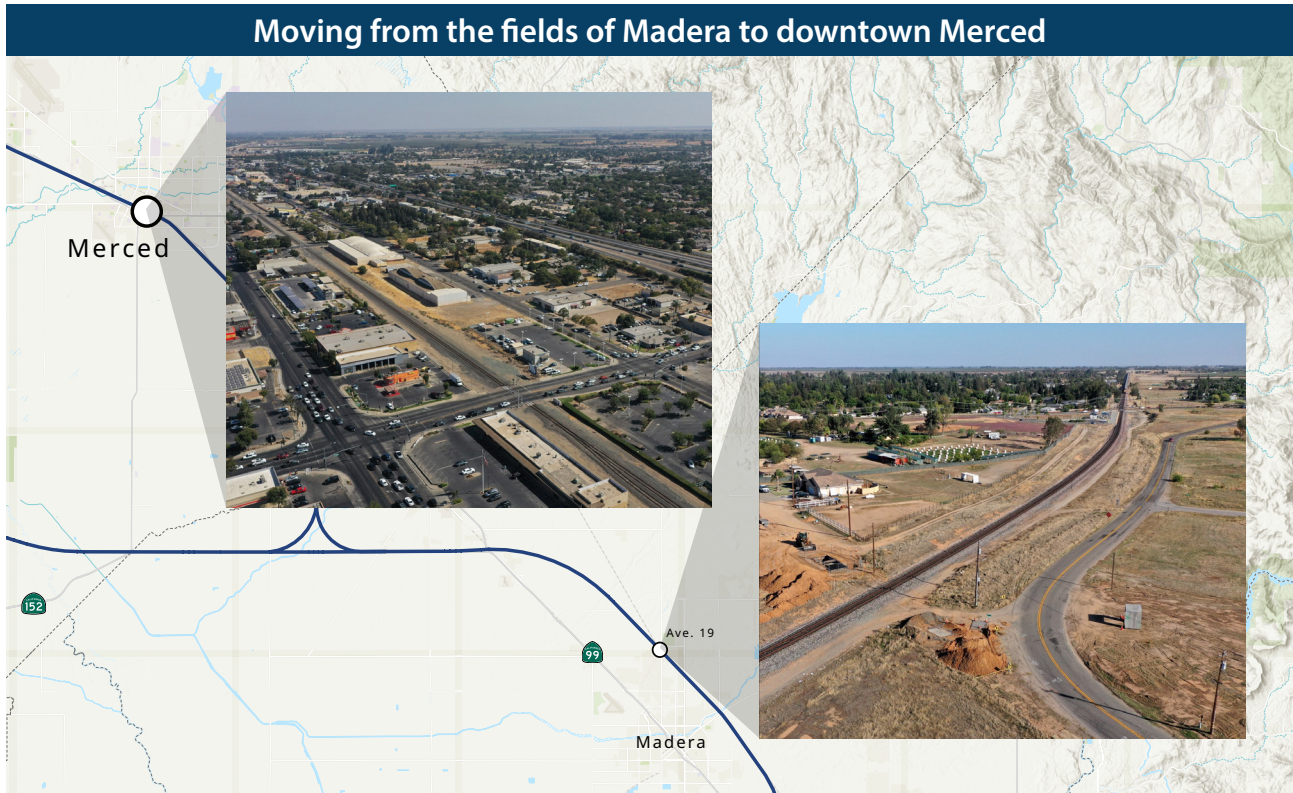 Moving from the fields of Madera to downtown Merced
Merced
152
Ave. 19
99
Madera